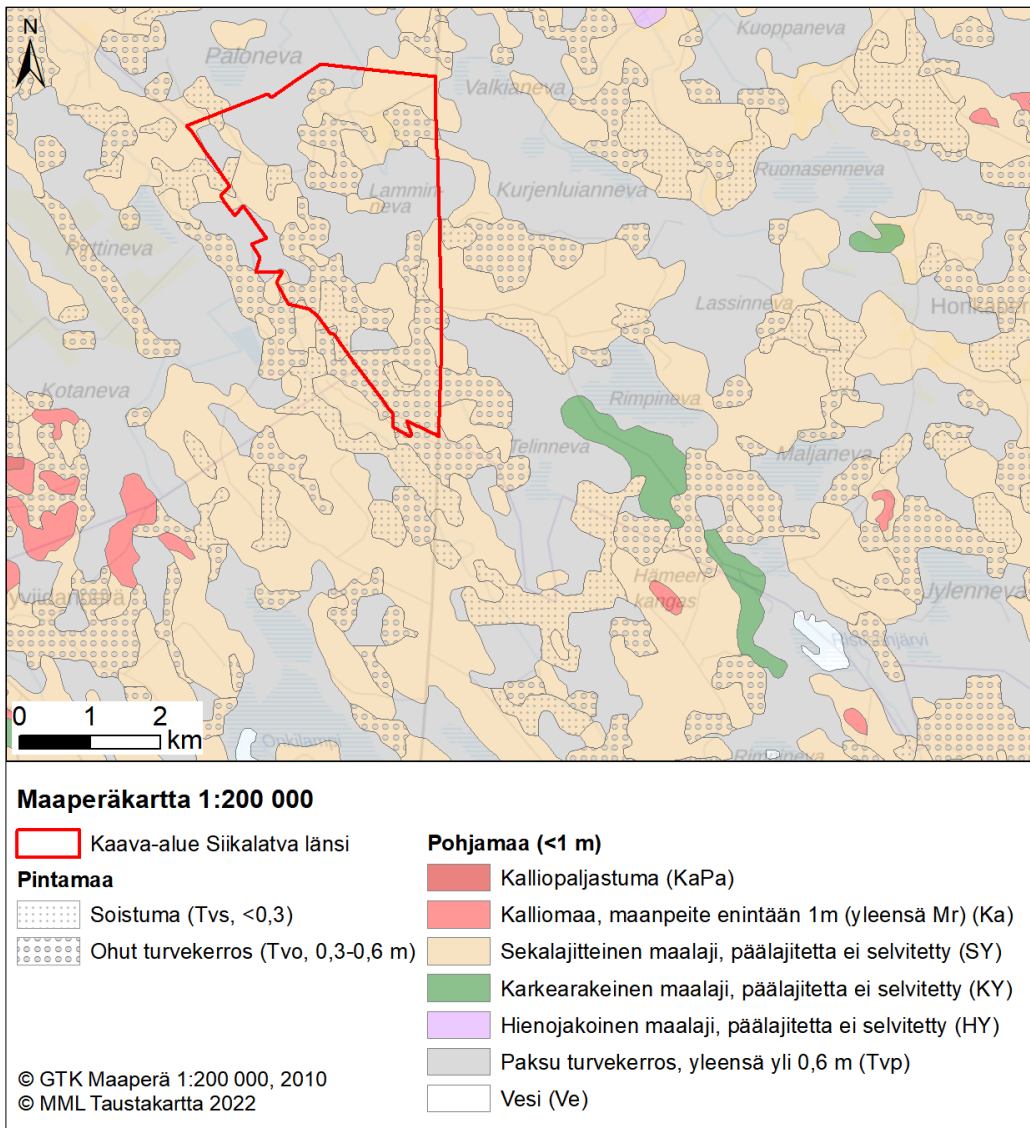 N
Paloneva
Kuoppaneva
Valkianeva
Ruonasenneva
Lammin-
neva
Kurjenluianneva
Pirttineva
Lassinneva
Kotaneva
Rimpineva
Telinneva
Maljaneva
Hämeen
kangas
Jylenneva
Onkilampi
0 1 2
km
Maaperäkartta 1:200 000
Kaava-alue Siikalatva länsi
Pintamaa
Soistuma (Tvs, <0,3)
Ohut turvekerros (Tvo, 0,3-0,6 m)
Pohjamaa (<1 m)
Kalliopaljastuma (KaPa)
Kalliomaa, maanpeite enintään 1m (yleensä Mr) (Ka)
Sekalajitteinen maalaji, päälajitetta ei selvitetty (SY)
Karkearakeinen maalaji, päälajitetta ei selvitetty (KY)
Hienojakoinen maalaji, päälajitetta ei selvitetty (HY)
Paksu turvekerros, yleensä yli 0,6 m (Tvp)
Vesi (Ve)
© GTK Maaperä 1:200 000, 2010
© MML Taustakartta 2022